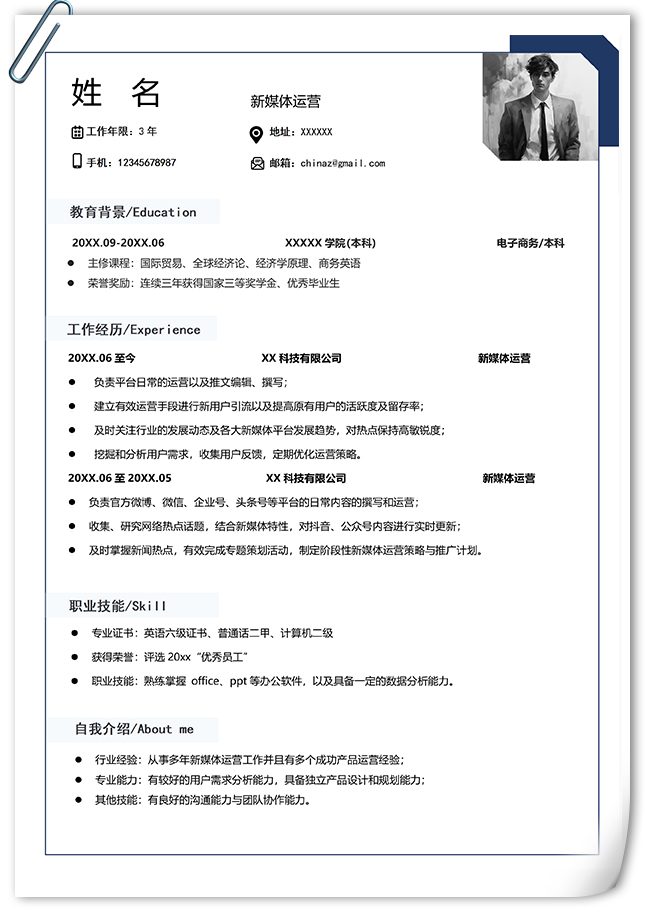 姓 名
新媒体运营
工作年限：3 年
地址：XXXXXX
手机：12345678987
邮箱：chinaz@gmail.com
教育背景/Education
20XX.09-20XX.06 XXXXX 学院(本科) 电子商务/本科
主修课程：国际贸易、全球经济论、经济学原理、商务英语
荣誉奖励：连续三年获得国家三等奖学金、优秀毕业生
工作经历/Experience
20XX.06 至今 XX 科技有限公司 新媒体运营
负责平台日常的运营以及推文编辑、撰写；
建立有效运营手段进行新用户引流以及提高原有用户的活跃度及留存率；
及时关注行业的发展动态及各大新媒体平台发展趋势，对热点保持高敏锐度；
挖掘和分析用户需求，收集用户反馈，定期优化运营策略。
20XX.06 至 20XX.05 XX 科技有限公司 新媒体运营
负责官方微博、微信、企业号、头条号等平台的日常内容的撰写和运营；
收集、研究网络热点话题，结合新媒体特性，对抖音、公众号内容进行实时更新；
及时掌握新闻热点，有效完成专题策划活动，制定阶段性新媒体运营策略与推广计划。
职业技能/Skill
专业证书：英语六级证书、普通话二甲、计算机二级
获得荣誉：评选 20xx “优秀员工”
职业技能：熟练掌握 office、ppt 等办公软件，以及具备一定的数据分析能力。
自我介绍/About me
行业经验：从事多年新媒体运营工作并且有多个成功产品运营经验；
专业能力：有较好的用户需求分析能力，具备独立产品设计和规划能力；
其他技能：有良好的沟通能力与团队协作能力。